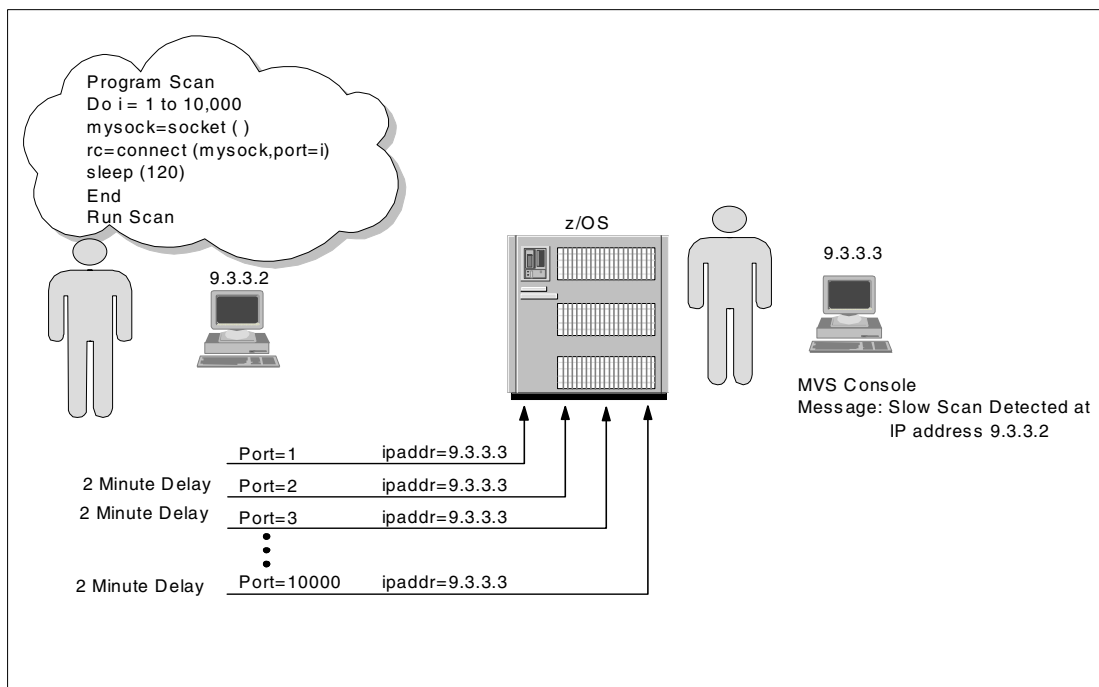 Program Scan
Do i = 1 to 10,000
mysock=socket ( )
rc=connect (mysock,port=i)
sleep (120)
End
Run Scan
9.3.3.2
z/OS
9.3.3.3
MVS Console
Message: Slow Scan Detected at
IP address 9.3.3.2
Port=1 ipaddr=9.3.3.3
2 Minute Delay Port=2 ipaddr=9.3.3.3
2 Minute Delay Port=3 ipaddr=9.3.3.3
2 Minute Delay Port=10000 ipaddr=9.3.3.3